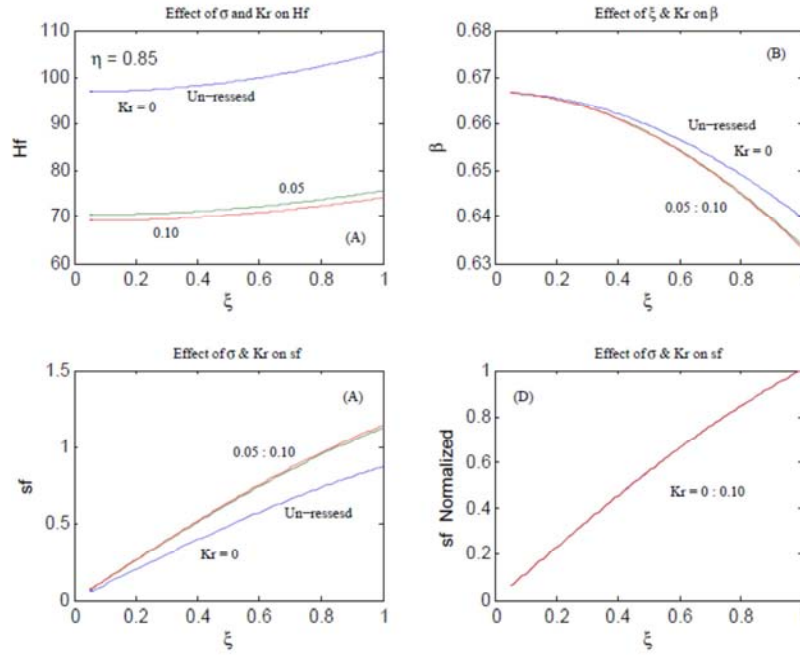 Effect of σ and Kr on Hf
110
100
90
80
70
60
Hf
η = 0.85
Kr = 0
Un-ressesd
0.05
0.10
(A)
0 0.2 0.4 0.6 0.8 1
ξ
Effect of ξ & Kr on β
0.68
0.67
0.66
0.65
0.64
0.63
β
(B)
Un-ressesd
Kr = 0
0.05 : 0.10
0 0.2 0.4 0.6 0.8
ξ
Effect of σ & Kr on sf
1.5
1
0.5
0
sf
(A)
0.05 : 0.10
Un-ressesd
Kr = 0
0 0.2 0.4 0.6 0.8 1
ξ
Effect of σ & Kr on sf
1
0.8
0.6
0.4
0.2
0
sf Normalized
(D)
Kr = 0 : 0.10
0 0.2 0.4 0.6 0.8
ξ